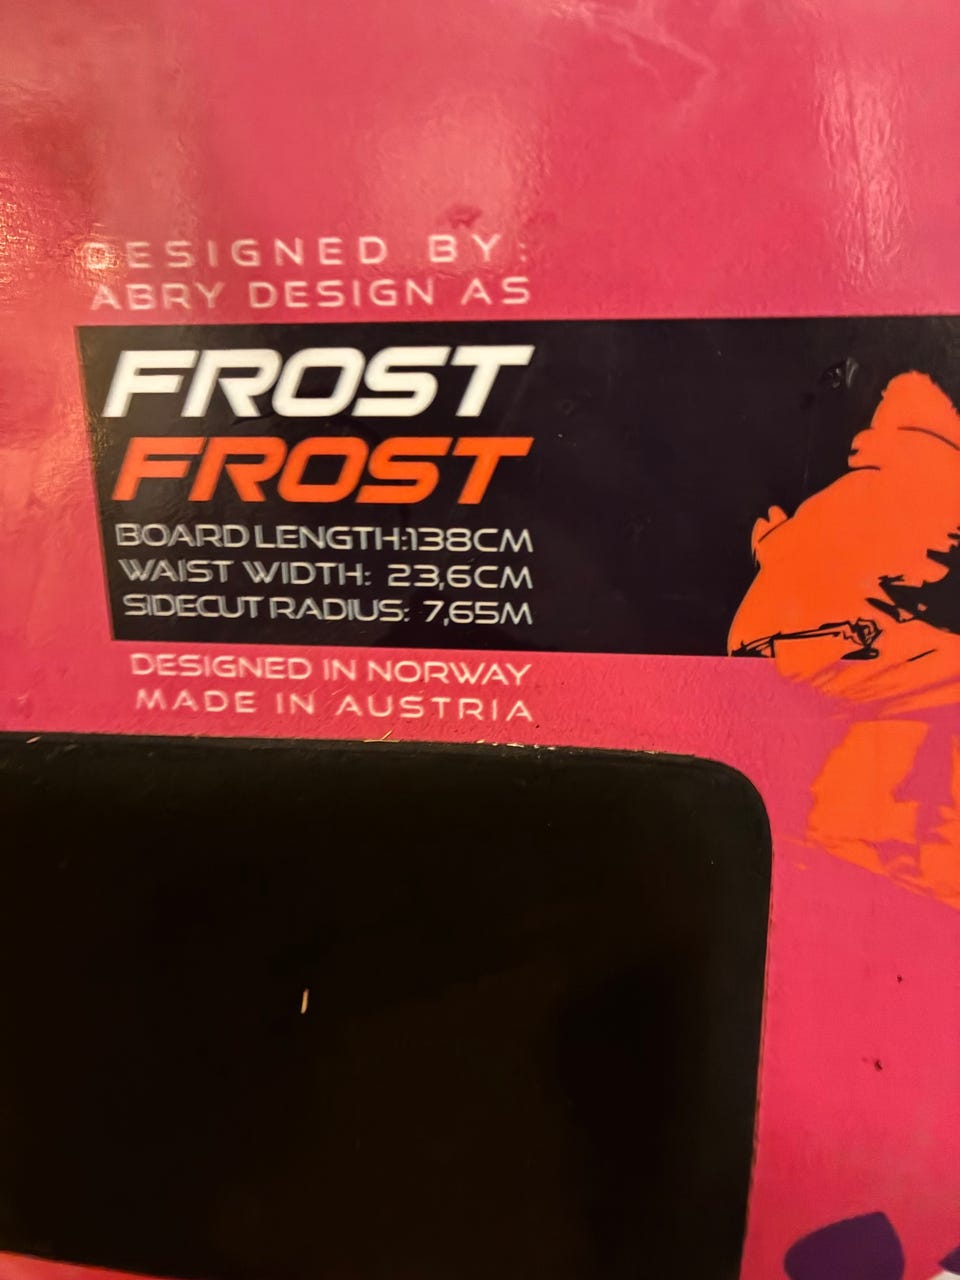 DESIGNED BY:
ABRY DESIGN AS
FROST
FROST
BOARD LENGTH:138CM
WAIST WIDTH: 23,6CM
SIDECUT RADIUS: 7,65M
DESIGNED IN NORWAY
MADE IN AUSTRIA